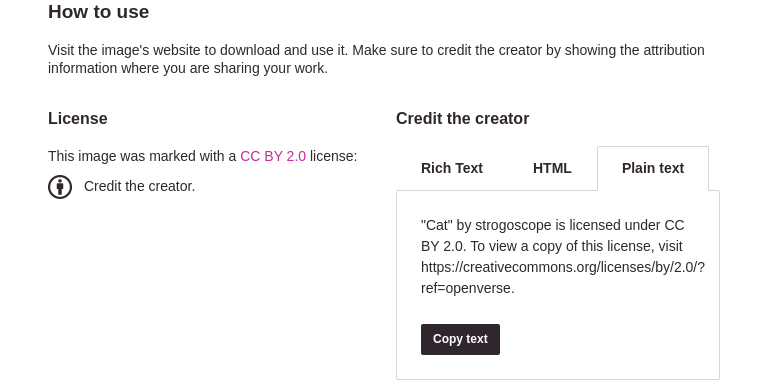 How to use
Visit the image's website to download and use it. Make sure to credit the creator by showing the attribution
information where you are sharing your work.
License
This image was marked with a CC BY 2.0 license:
Credit the creator.
Credit the creator
Rich Text
HTML
Plain text
"Cat" by strogoscope is licensed under CC
BY 2.0. To view a copy of this license, visit
https://creativecommons.org/licenses/by/2.0/?
ref=openverse.
Copy text